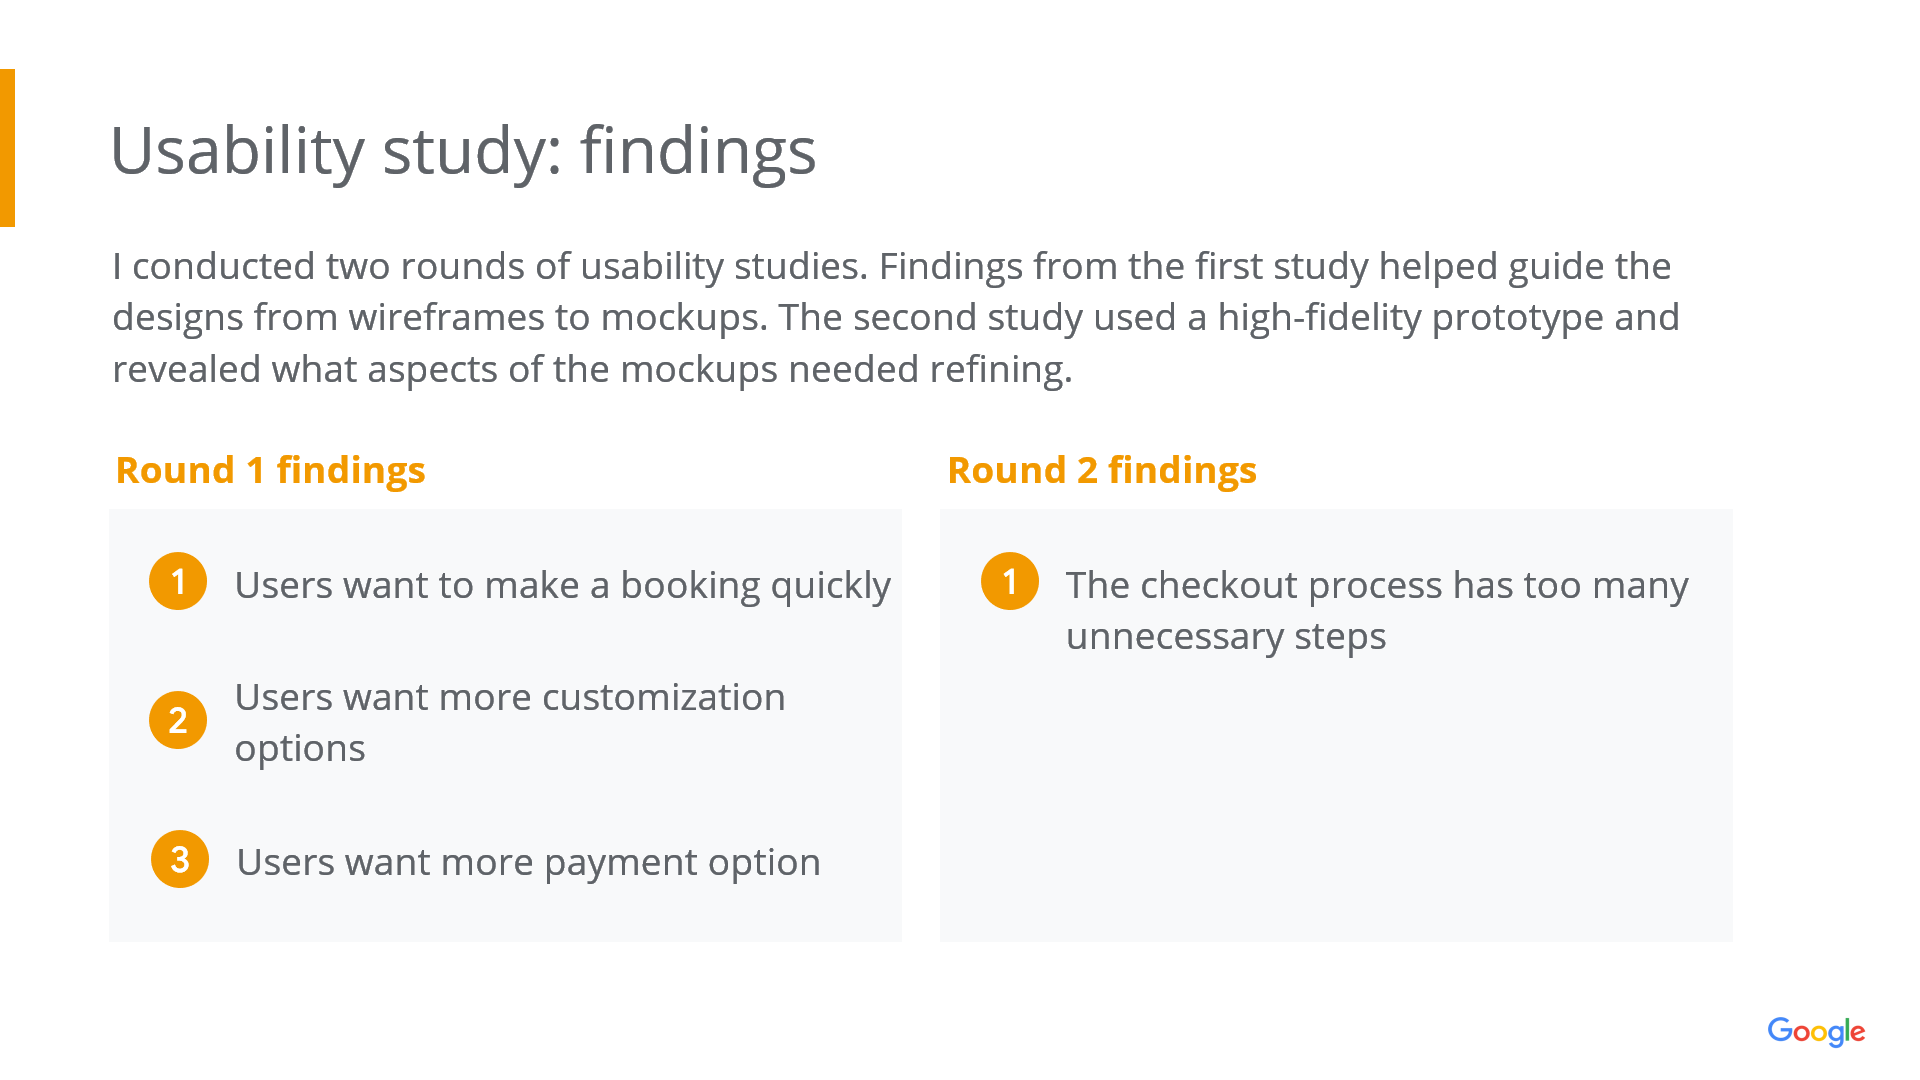 Usability study: findings
I conducted two rounds of usability studies. Findings from the first study helped guide the
designs from wireframes to mockups. The second study used a high-fidelity prototype and
revealed what aspects of the mockups needed refining.
Round 1 findings
1 Users want to make a booking quickly
2 Users want more customization
options
3 Users want more payment option
Round 2 findings
1 The checkout process has too many
unnecessary steps
Google